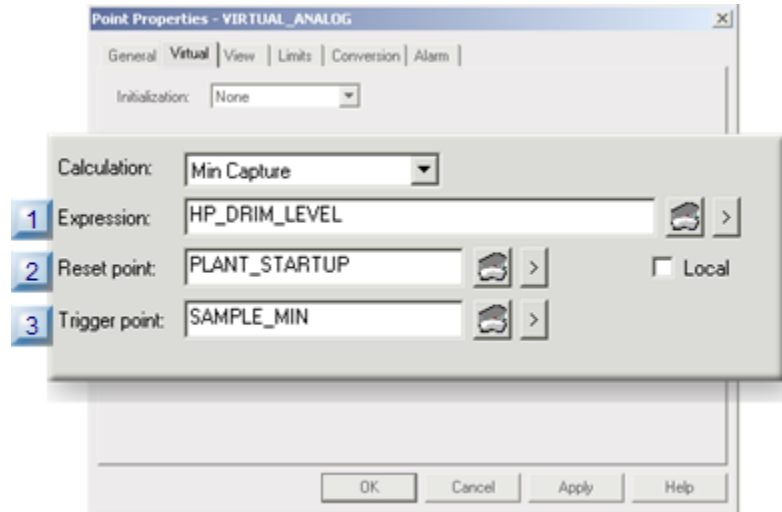 Point Properties - VIRTUAL_ANALOG
General Virtual View Limits Conversion Alarm
Initialization: None
Calculation: Min Capture
1 Expression: HP_DRIM_LEVEL >
2 Reset point: PLANT_STARTUP > Local
3 Trigger point: SAMPLE_MIN >
OK Cancel Apply Help